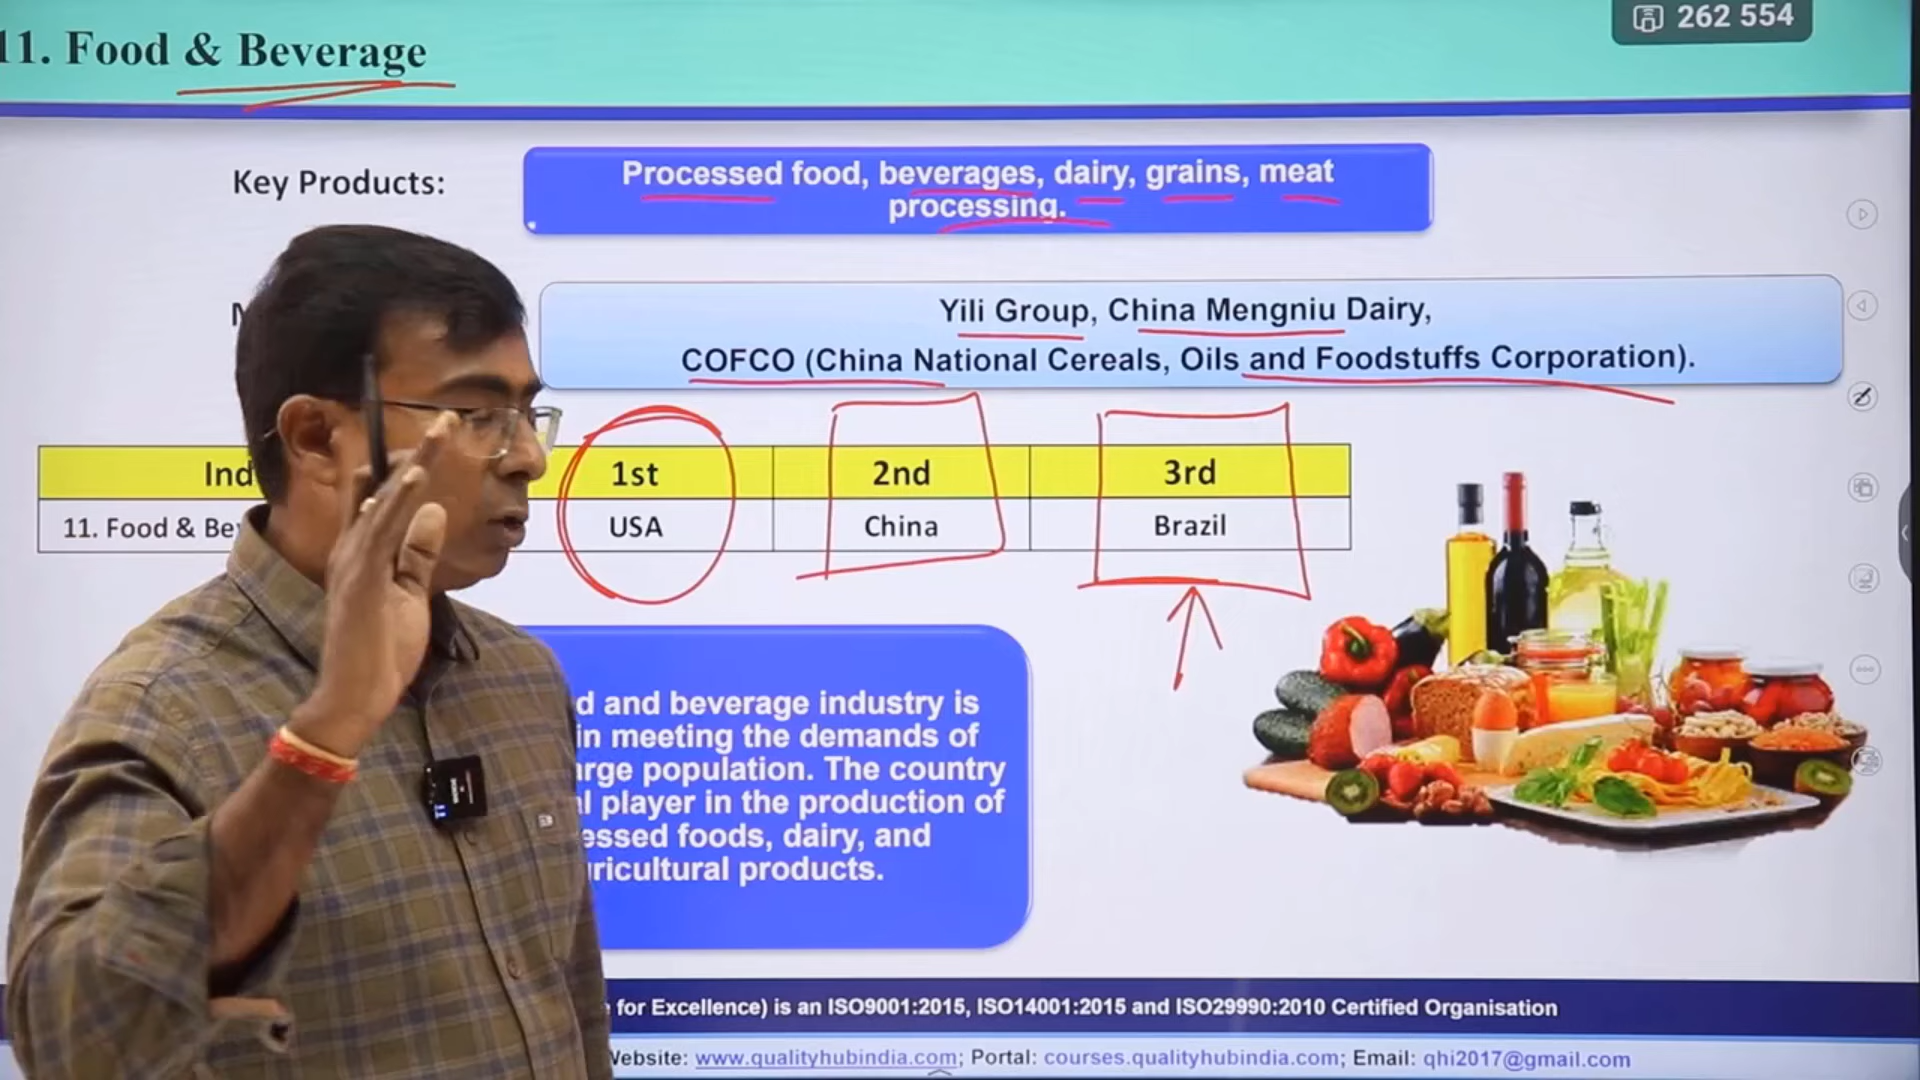 11. Food & Beverage
262 554
Key Products:
Processed food, beverages, dairy, grains, meat
processing.
Yili Group, China Mengniu Dairy,
COFCO (China National Cereals, Oils and Foodstuffs Corporation).
1st 2nd 3rd
11. Food & USA China Brazil
and beverage industry is
in meeting the demands of
population. The country
player in the production of
foods, dairy, and
products.
for Excellence) is an ISO9001:2015, ISO14001:2015 and ISO29990:2010 Certified Organisation
Website: www.qualityhubindia.com; Portal: courses.qualityhubindia.com; Email: qhi2017@gmail.com